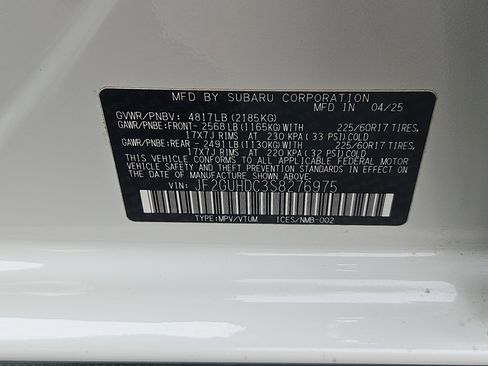 MFD BY SUBARU CORPORATION
MFD IN 04/25
GVWR/PNBV: 4817LB(2185KG)
GAWR/PNBE:FRONT- 2568LB(1165KG)WITH 225/60R17 TIRES,
17X7J RIMS AT 230 KPA(33 PSI)COLD
GAWR/PNBE:REAR - 2491LB(1130KG)WITH 225/60R17 TIRES,
17X7J RIMS AT 220 KPA(32 PSI)COLD.
THIS VEHICLE CONFORMS TO ALL APPLICABLE FEDERAL MOTOR
VEHICLE SAFETY AND THEFT PREVENTION STANDARDS IN EFFECT
ON THE DATE OF MANUFACTURE SHOWN ABOVE.
VIN: JF2GUHDC3S8276975
TYPE:MPV/VTUM ICES/NMB-002